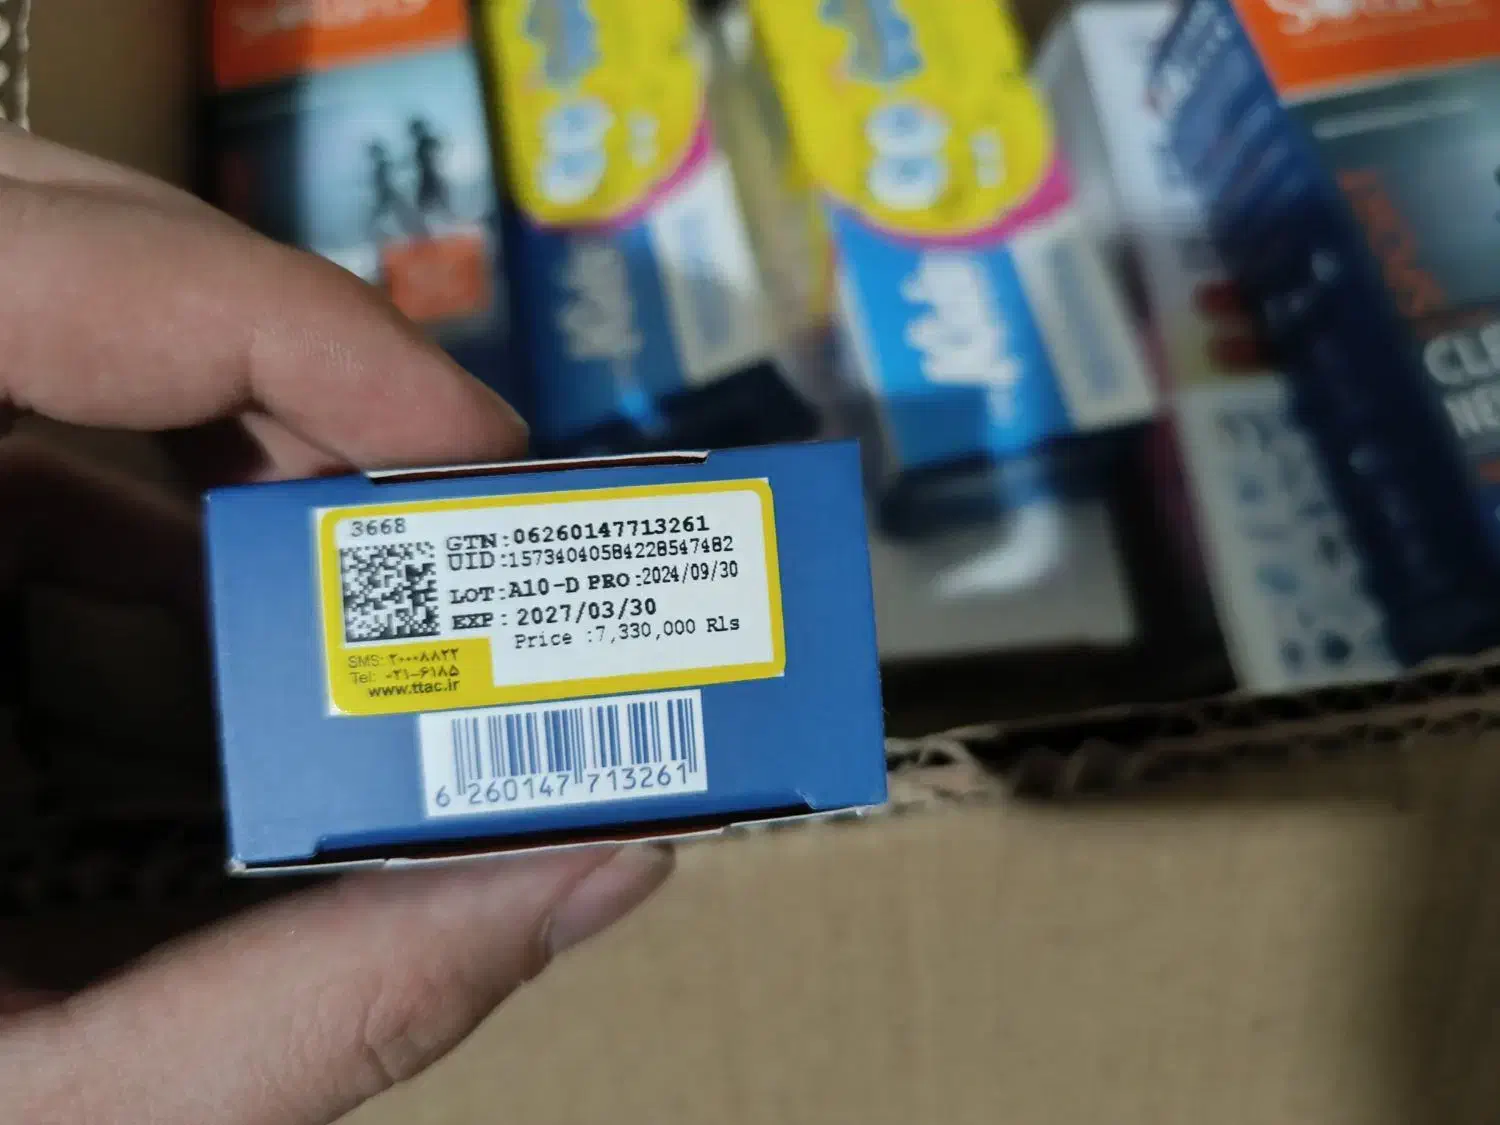 3668
GTN:06260147713261
UID:15734040584228547482
LOT:A10-D PRO:2024/09/30
EXP: 2027/03/30
Price :7,330,000 Rls
SMS: ۲۰۰۰۸۸۲۲
Tel: ۰۲۱-۶۱۸۵
www.ttac.ir
6 260147 713261